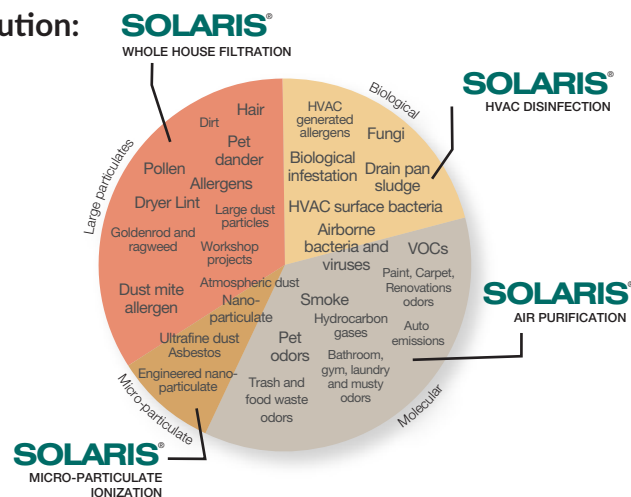 ution:
SOLARIS®
WHOLE HOUSE FILTRATION
SOLARIS®
HVAC DISINFECTION
SOLARIS®
AIR PURIFICATION
SOLARIS®
MICRO-PARTICULATE
IONIZATION
Large particulates
Hair
Dirt
Pet
dander
Pollen
Allergens
Dryer Lint
Large dust
particles
Goldenrod and
ragweed
Workshop
projects
Dust mite
allergen
Atmospheric dust
Biological
HVAC
generated
allergens
Fungi
Biological
infestation
Drain pan
sludge
HVAC surface bacteria
Airborne
bacteria and
viruses
Molecular
VOCs
Paint, Carpet,
Renovations
odors
Smoke
Hydrocarbon
gases
Auto
emissions
Pet
odors
Bathroom,
gym, laundry
and musty
odors
Trash and
food waste
odors
Micro-particulate
Nano-
particulate
Ultrafine dust
Asbestos
Engineered nano-
particulate